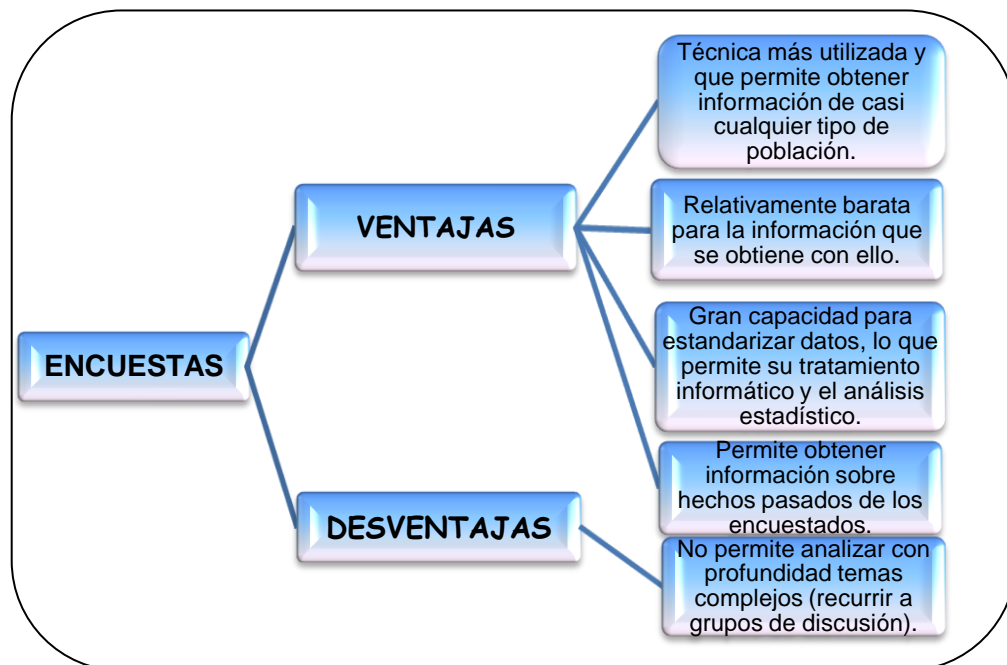 ENCUESTAS
VENTAJAS
Técnica más utilizada y
que permite obtener
información de casi
cualquier tipo de
población.
Relativamente barata
para la información que
se obtiene con ello.
Gran capacidad para
estandarizar datos, lo que
permite su tratamiento
informático y el análisis
estadístico.
Permite obtener
información sobre
hechos pasados de los
encuestados.
DESVENTAJAS
No permite analizar con
profundidad temas
complejos (recurrir a
grupos de discusión).